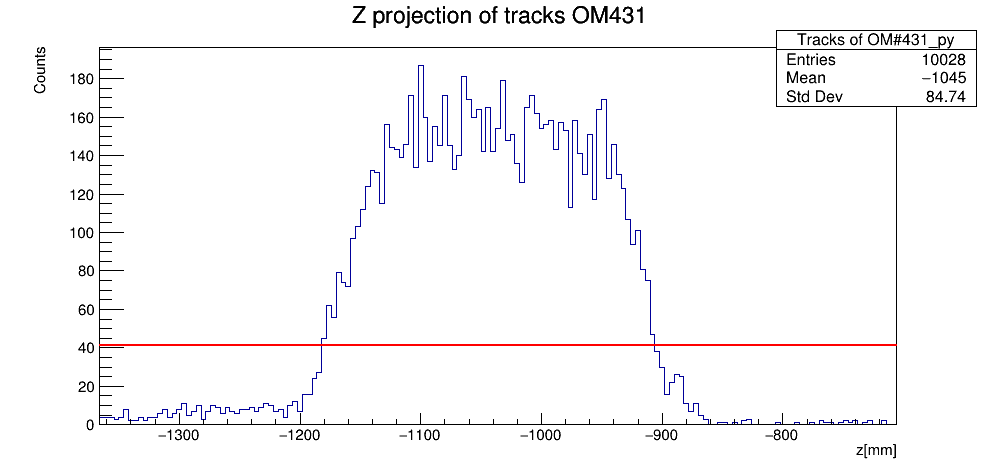 Z projection of tracks OM431
Counts
Tracks of OM#431_py
Entries 10028
Mean −1045
Std Dev 84.74
180
160
140
120
100
80
60
40
20
0
−1300 −1200 −1100 −1000 −900 −800
z[mm]